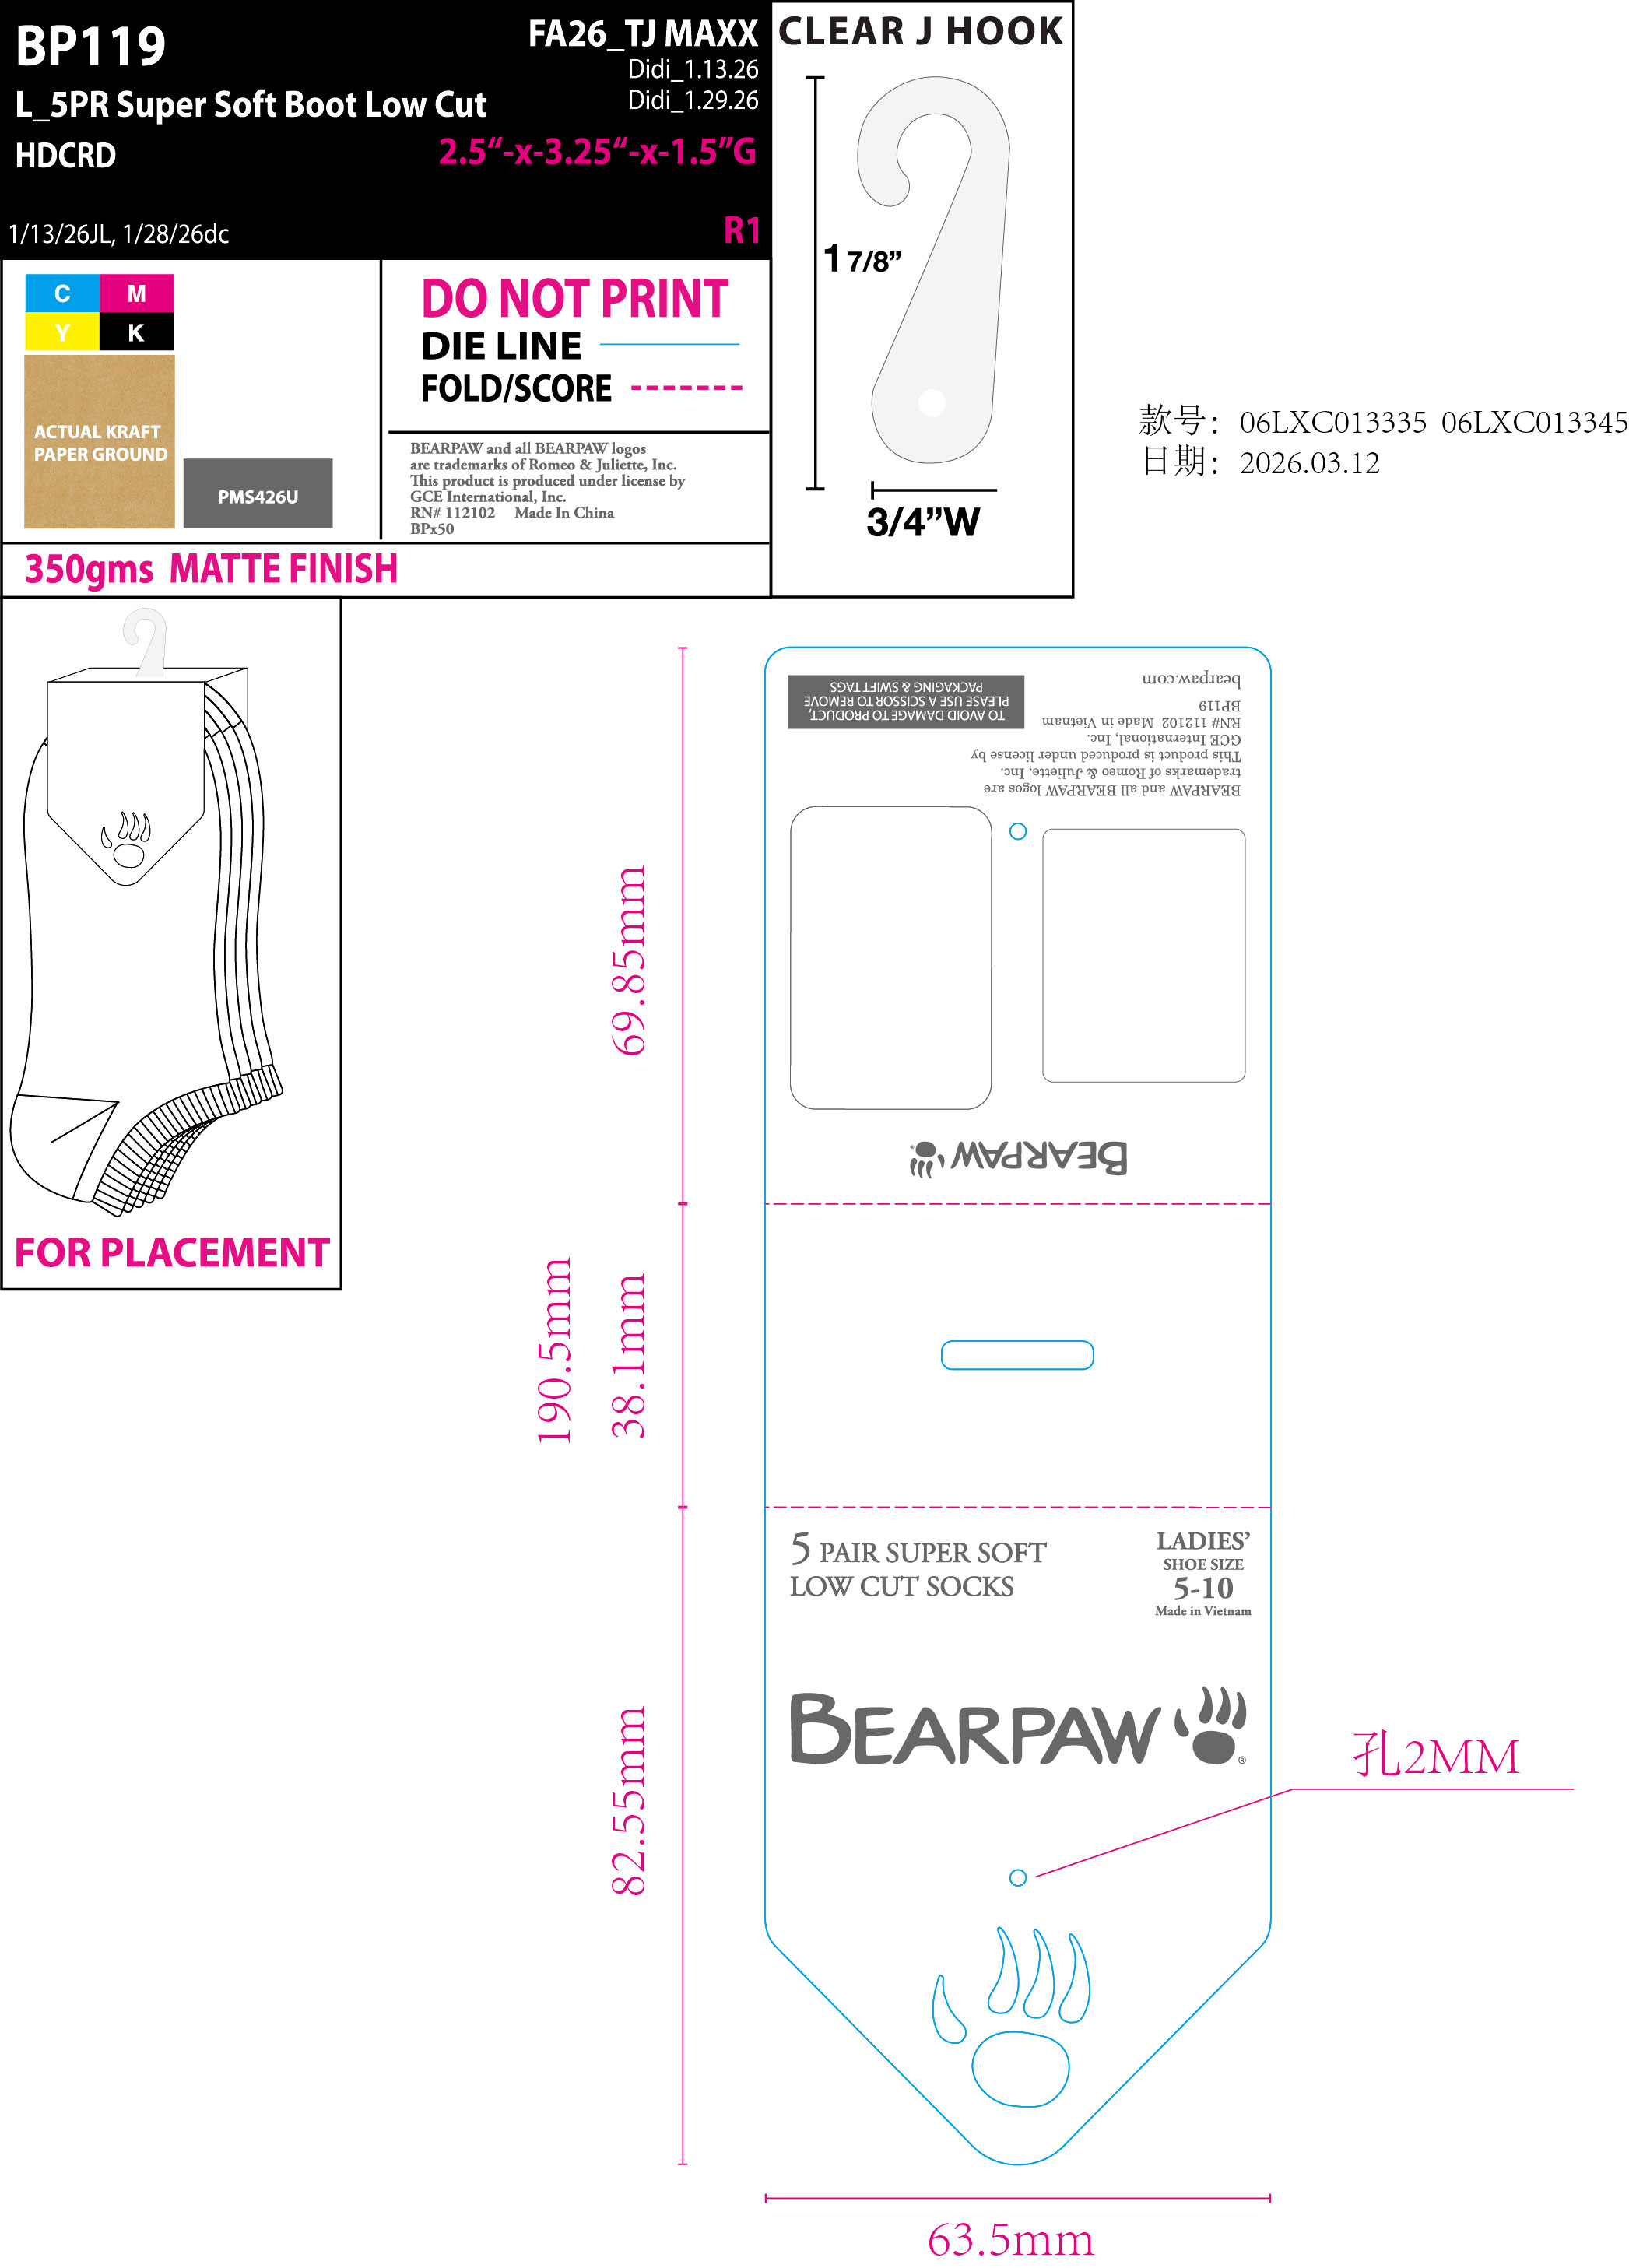 BP119
FA26_TJ MAXX
Didi_1.13.26
Didi_1.29.26
L_5PR Super Soft Boot Low Cut
HDCRD
2.5“-x-3.25“-x-1.5”G
1/13/26JL, 1/28/26dc
R1
CLEAR J HOOK
1 7/8”
3/4”W
C M
Y K
ACTUAL KRAFT
PAPER GROUND
PMS426U
DO NOT PRINT
DIE LINE
FOLD/SCORE
BEARPAW and all BEARPAW logos
are trademarks of Romeo & Juliette, Inc.
This product is produced under license by
GCE International, Inc.
RN# 112102 Made In China
BPx50
350gms MATTE FINISH
款号：06LXC013335 06LXC013345
日期：2026.03.12
FOR PLACEMENT
BEARPAW and all BEARPAW logos are
trademarks of Romeo & Juliette, Inc.
This product is produced under license by
GCE International, Inc.
RN# 112102 Made in Vietnam
BP119
bearpaw.com
TO AVOID DAMAGE TO PRODUCT,
PLEASE USE A SCISSOR TO REMOVE
PACKAGING & SWIFT TAGS
BEARPAW
69.85mm
190.5mm
38.1mm
82.55mm
5 PAIR SUPER SOFT
LOW CUT SOCKS
LADIES’
SHOE SIZE
5-10
Made in Vietnam
BEARPAW®
孔2MM
63.5mm